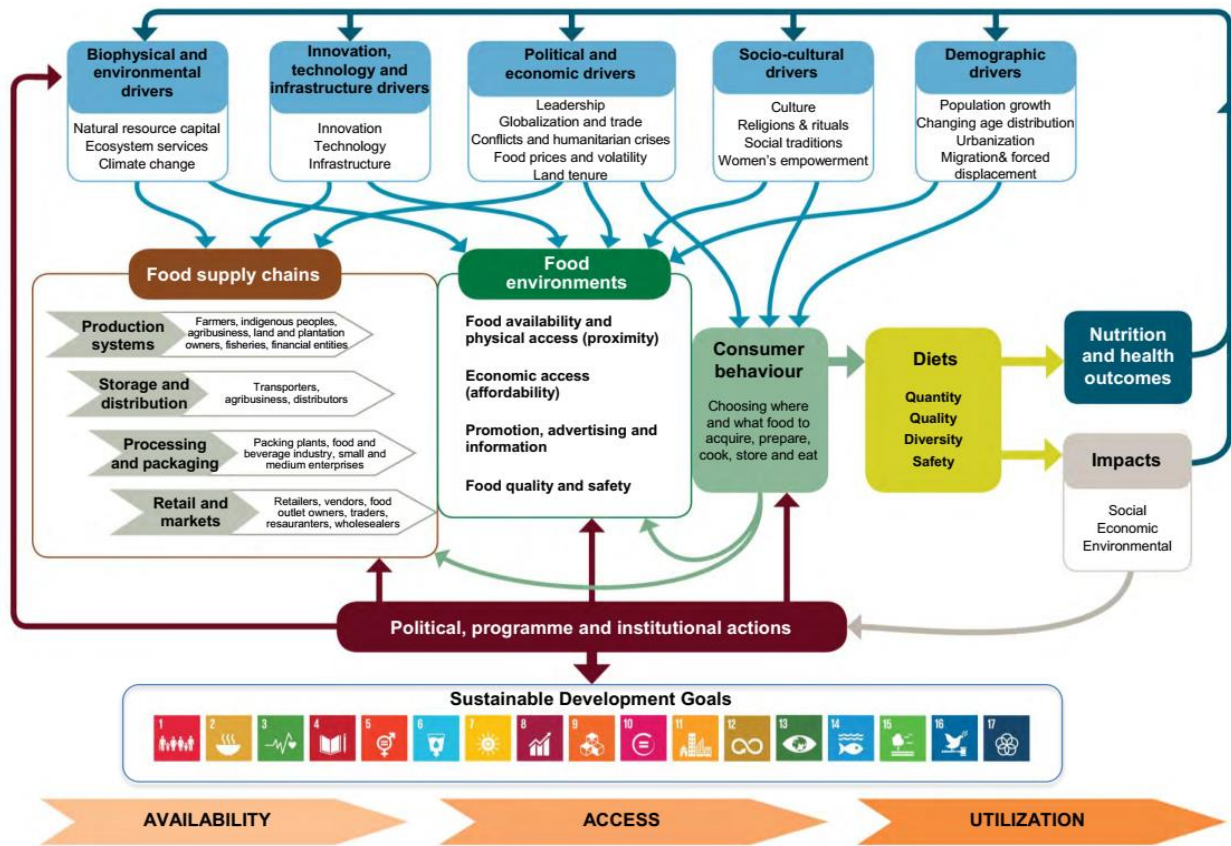 Biophysical and
environmental
drivers
Natural resource capital
Ecosystem services
Climate change
Innovation,
technology and
infrastructure drivers
Innovation
Technology
Infrastructure
Political and
economic drivers
Leadership
Globalization and trade
Conflicts and humanitarian crises
Food prices and volatility
Land tenure
Socio-cultural
drivers
Culture
Religions & rituals
Social traditions
Women's empowerment
Demographic
drivers
Population growth
Changing age distribution
Urbanization
Migration& forced
displacement
Food supply chains
Production
systems
Farmers, indigenous peoples,
agribusiness, land and plantation
owners, fisheries, financial entities
Storage and
distribution
Transporters,
agribusiness, distributors
Processing
and packaging
Packing plants, food and
beverage industry, small and
medium enterprises
Retail and
markets
Retailers, vendors, food
outlet owners, traders,
resauranters, wholesealers
Food
environments
Food availability and
physical access (proximity)
Economic access
(affordability)
Promotion, advertising and
information
Food quality and safety
Consumer
behaviour
Choosing where
and what food to
acquire, prepare,
cook, store and eat
Diets
Quantity
Quality
Diversity
Safety
Nutrition
and health
outcomes
Impacts
Social
Economic
Environmental
Political, programme and institutional actions
Sustainable Development Goals
1 2 3 4 5 6 7 8 9 10 11 12 13 14 15 16 17
AVAILABILITY
ACCESS
UTILIZATION